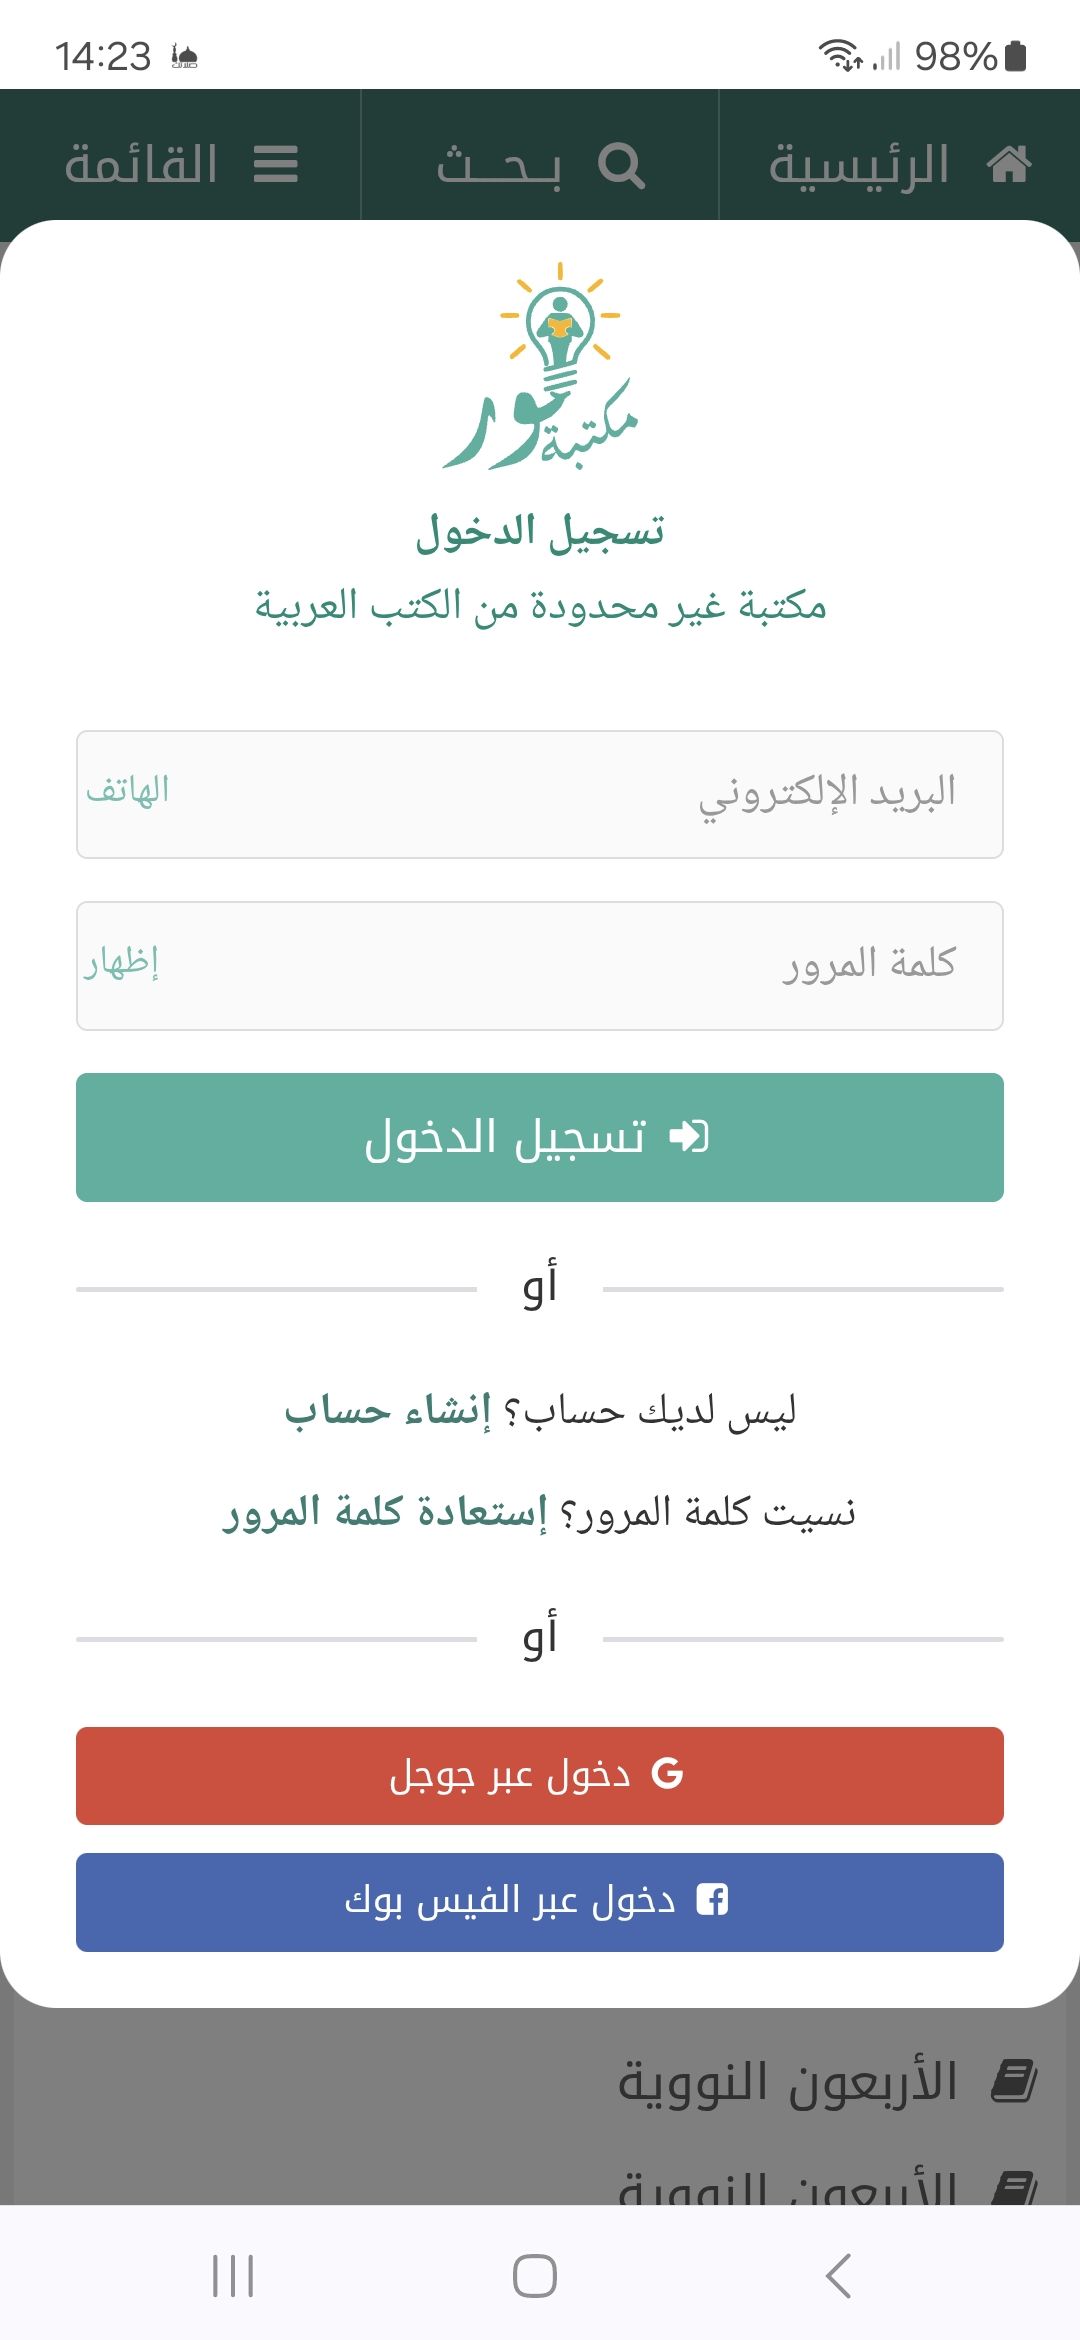 14:23 98%
الرئيسية بـحـث القائمة
مكتبة نور
تسجيل الدخول
مكتبة غير محدودة من الكتب العربية
البريد الإلكتروني الهاتف
كلمة المرور إظهار
تسجيل الدخول
أو
ليس لديك حساب؟ إنشاء حساب
نسيت كلمة المرور؟ إستعادة كلمة المرور
أو
دخول عبر جوجل
دخول عبر الفيس بوك
الأربعون النووية
الأربعون النووية